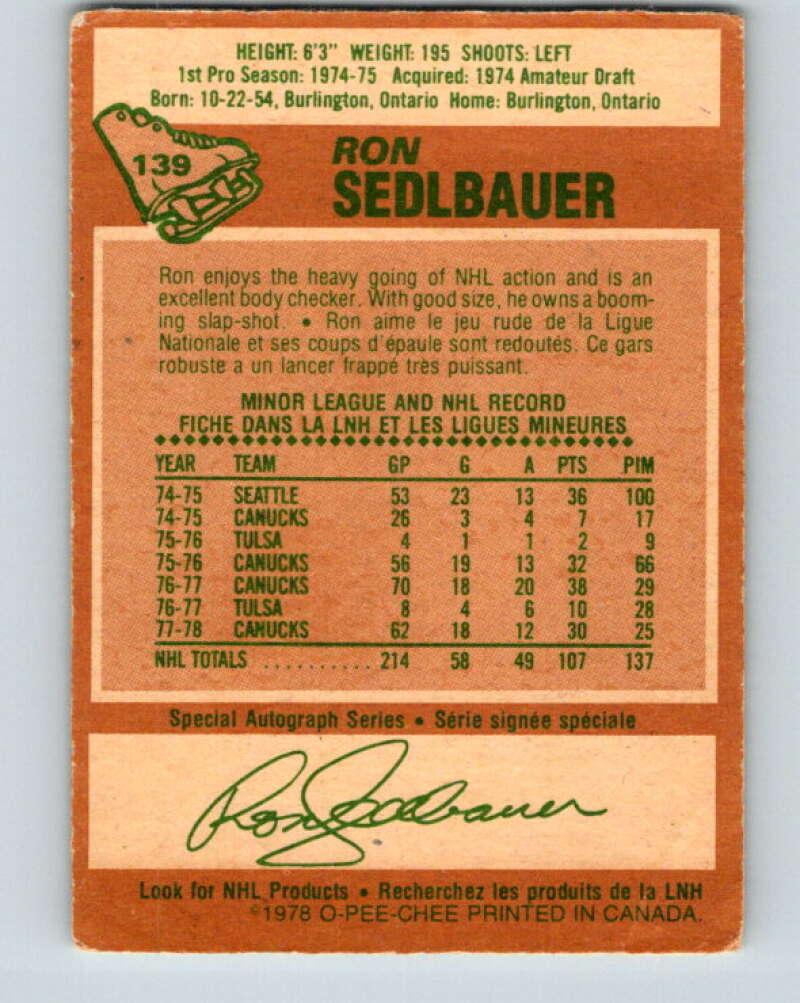 HEIGHT: 6'3" WEIGHT: 195 SHOOTS: LEFT
1st Pro Season: 1974-75 Acquired: 1974 Amateur Draft
Born: 10-22-54, Burlington, Ontario Home: Burlington, Ontario
139
RON
SEDLBAUER
Ron enjoys the heavy going of NHL action and is an
excellent body checker. With good size, he owns a boom-
ing slap-shot. • Ron aime le jeu rude de la Ligue
Nationale et ses coups d'épaule sont redoutés. Ce gars
robuste a un lancer frappé très puissant.
MINOR LEAGUE AND NHL RECORD
FICHE DANS LA LNH ET LES LIGUES MINEURES
YEAR TEAM GP G A PTS PIM
74-75 SEATTLE 53 23 13 36 100
74-75 CANUCKS 26 3 4 7 17
75-76 TULSA 4 1 1 2 9
75-76 CANUCKS 56 19 13 32 66
76-77 CANUCKS 70 18 20 38 29
76-77 TULSA 8 4 6 10 28
77-78 CANUCKS 62 18 12 30 25
NHL TOTALS .......... 214 58 49 107 137
Special Autograph Series • Série signée spéciale
Ron Sedlbauer
Look for NHL Products • Recherchez les produits de la LNH
©1978 O-PEE-CHEE PRINTED IN CANADA.